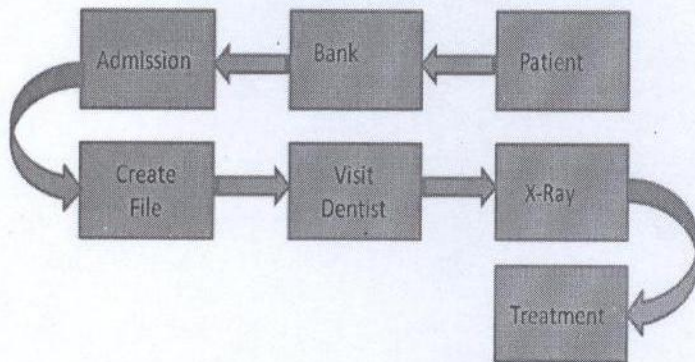 Admission
Bank
Patient
Create
File
Visit
Dentist
X-Ray
Treatment